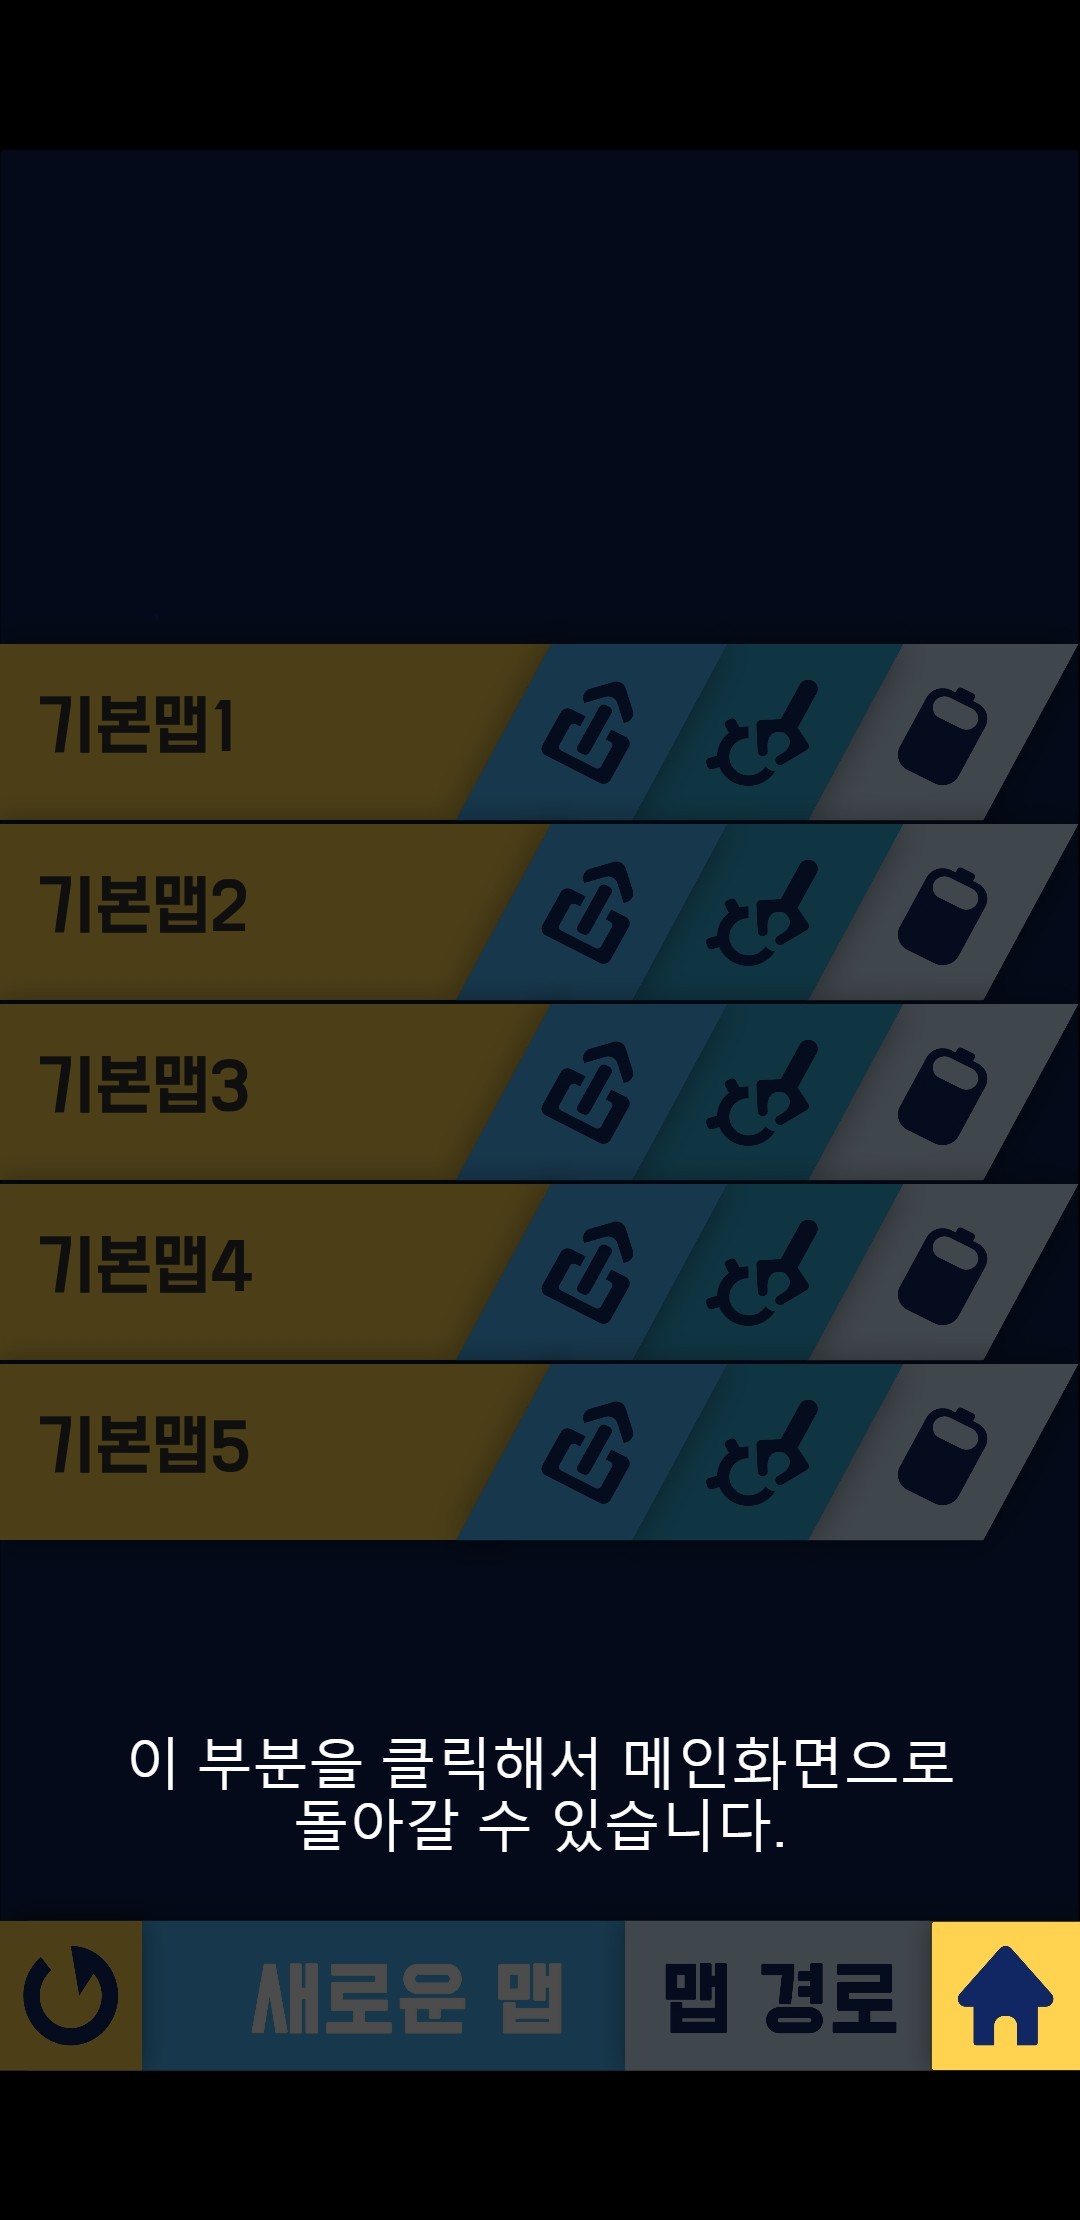 기본맵1
기본맵2
기본맵3
기본맵4
기본맵5
이 부분을 클릭해서 메인화면으로
돌아갈 수 있습니다.
새로운 맵
맵 경로